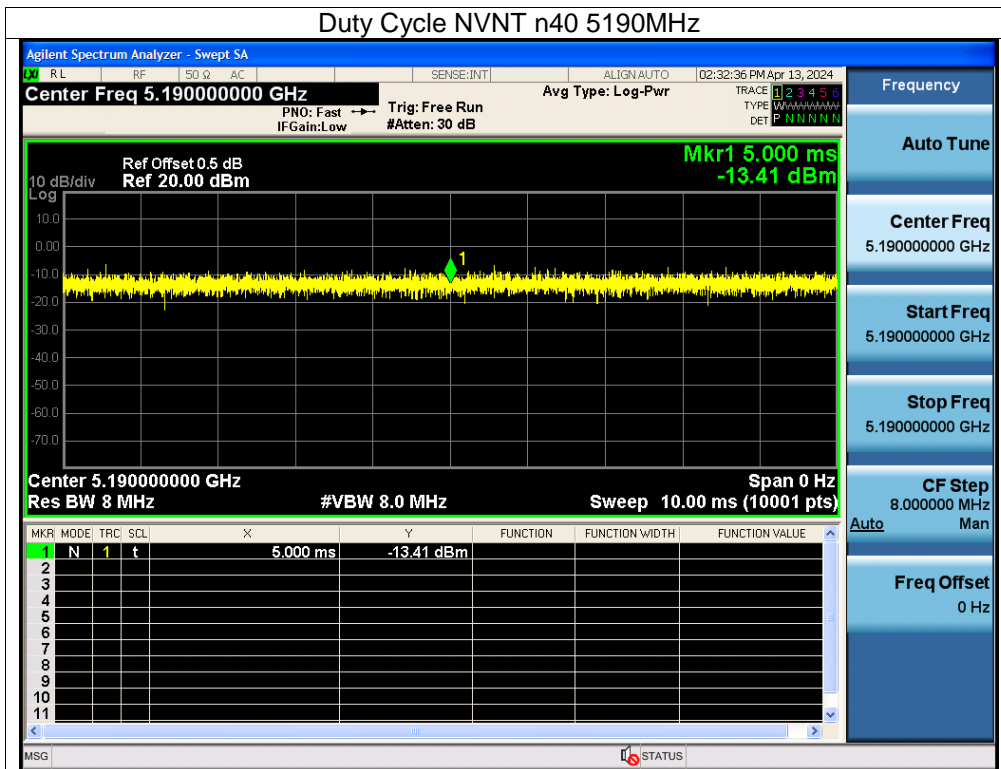 Duty Cycle NVNT n40 5190MHz
Agilent Spectrum Analyzer - Swept SA
LXI RL RF 50 Ω AC SENSE:INT ALIGN AUTO 02:32:36 PM Apr 13, 2024
Center Freq 5.190000000 GHz
PNO: Fast
IFGain:Low
Trig: Free Run
#Atten: 30 dB
Avg Type: Log-Pwr
TRACE 1 2 3 4 5 6
TYPE W
DET P N N N N N
Mkr1 5.000 ms
-13.41 dBm
Ref Offset 0.5 dB
10 dB/div Ref 20.00 dBm
Log
10.0
0.00
-10.0
-20.0
-30.0
-40.0
-50.0
-60.0
-70.0
1
Center 5.190000000 GHz Span 0 Hz
Res BW 8 MHz #VBW 8.0 MHz Sweep 10.00 ms (10001 pts)
MKR MODE TRC SCL X Y FUNCTION FUNCTION WIDTH FUNCTION VALUE
1 N 1 t 5.000 ms -13.41 dBm
2
3
4
5
6
7
8
9
10
11
MSG STATUS
Frequency
Auto Tune
Center Freq
5.190000000 GHz
Start Freq
5.190000000 GHz
Stop Freq
5.190000000 GHz
CF Step
8.000000 MHz
Auto Man
Freq Offset
0 Hz